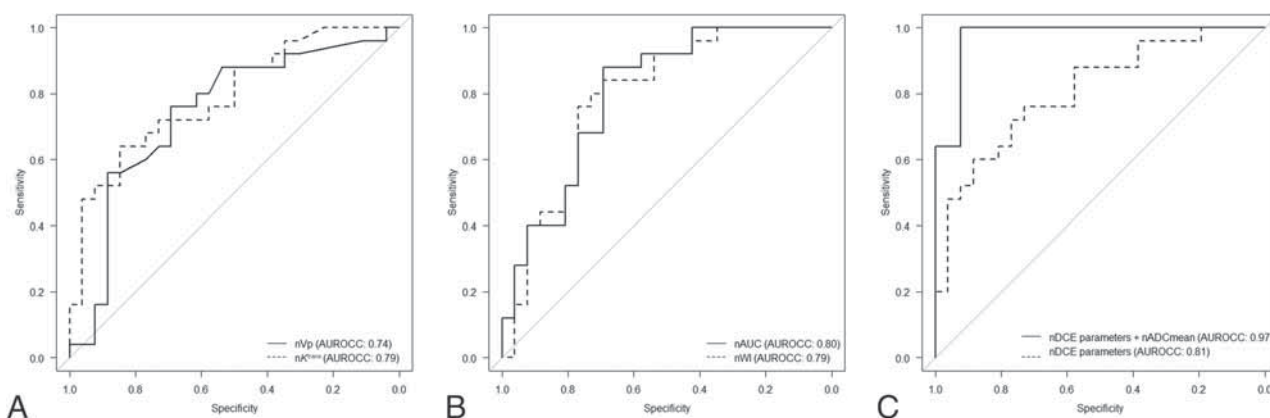 1.0
0.8
0.6
0.4
0.2
0.0
Sensitivity
1.0 0.8 0.6 0.4 0.2 0.0
Specificity
nVp (AUROCC: 0.74)
nKtrans (AUROCC: 0.79)
A
1.0
0.8
0.6
0.4
0.2
0.0
Sensitivity
1.0 0.8 0.6 0.4 0.2 0.0
Specificity
nAUC (AUROCC: 0.80)
nWI (AUROCC: 0.79)
B
1.0
0.8
0.6
0.4
0.2
0.0
Sensitivity
1.0 0.8 0.6 0.4 0.2 0.0
Specificity
nDCE parameters + nADCmean (AUROCC: 0.97
nDCE parameters (AUROCC: 0.81)
C